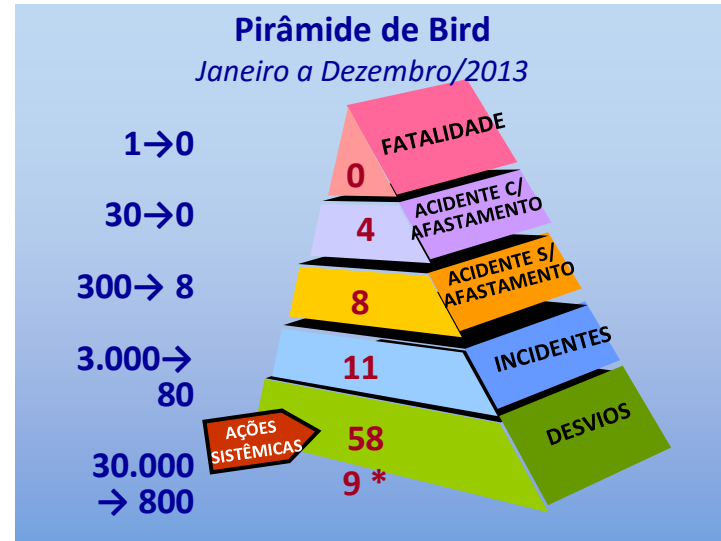 Pirâmide de Bird
Janeiro a Dezembro/2013
1→0
0
FATALIDADE
30→0
4
ACIDENTE C/
AFASTAMENTO
300→ 8
8
ACIDENTE S/
AFASTAMENTO
3.000→
80
11
INCIDENTES
AÇÕES
SISTÊMICAS
58
9 *
DESVIOS
30.000
→ 800